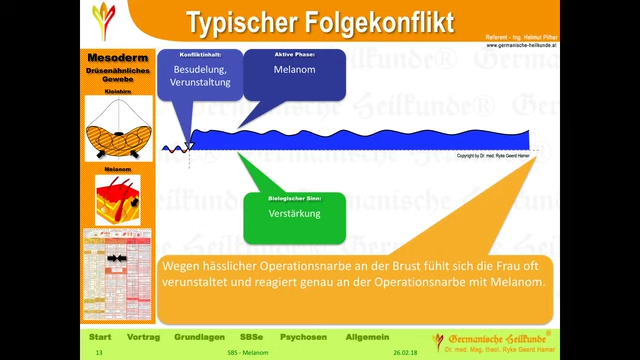 Typischer Folgekonflikt
Referent - Ing. Helmut Pilhar
www.germanische-heilkunde.at
Mesoderm
Drüsenähnliches
Gewebe
Kleinhirn
Melanom
Konfliktinhalt:
Besudelung,
Verunstaltung
Aktive Phase:
Melanom
Copyright by Dr. med. Ryke Geerd Hamer
Biologischer Sinn:
Verstärkung
Wegen hässlicher Operationsnarbe an der Brust fühlt sich die Frau oft
verunstaltet und reagiert genau an der Operationsnarbe mit Melanom.
Germanische Heilkunde®
Start Vortrag Grundlagen SBSe Psychosen Allgemein
Germanische Heilkunde®
Dr. med. Mag. theol. Ryke Geerd Hamer
13 SBS - Melanom 26.02.18